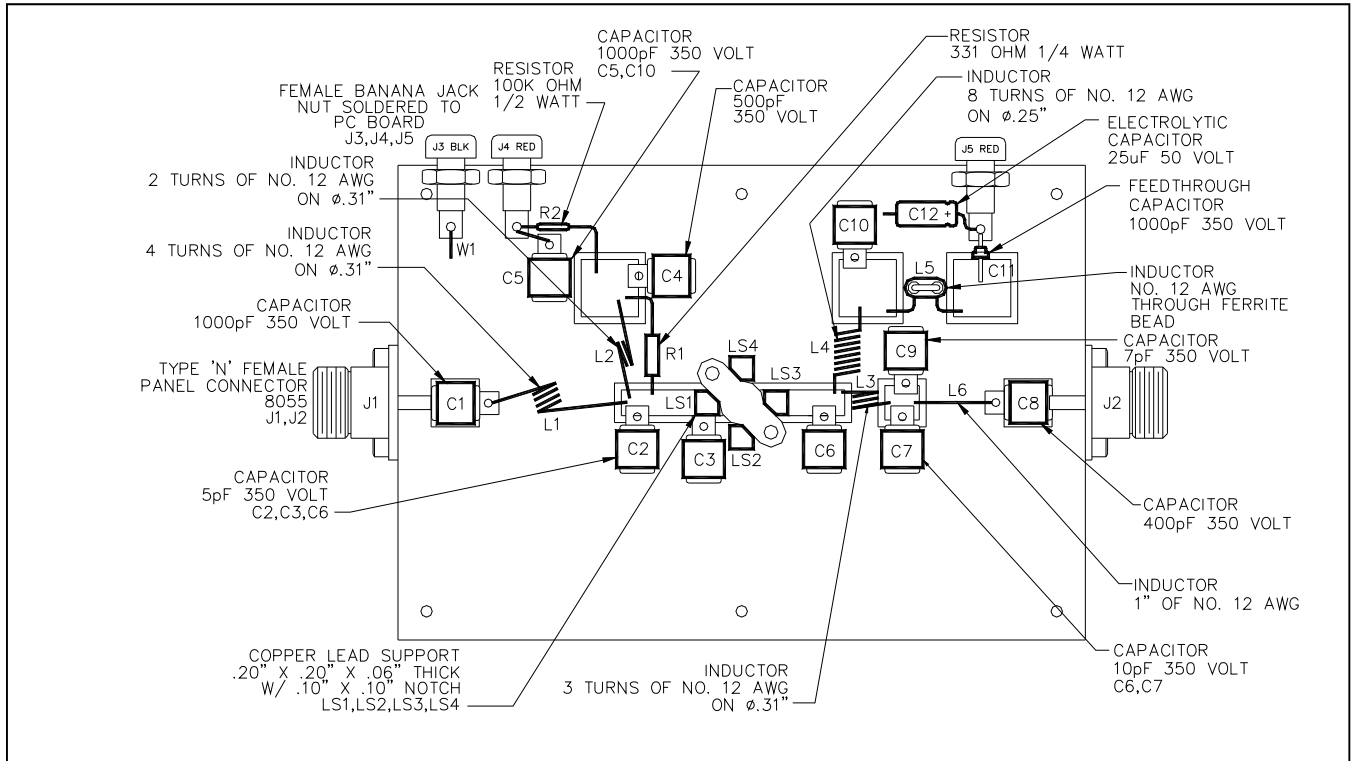 CAPACITOR
1000pF 350 VOLT
C5,C10
RESISTOR
331 OHM 1/4 WATT
RESISTOR
100K OHM
1/2 WATT
CAPACITOR
500pF
350 VOLT
INDUCTOR
8 TURNS OF NO. 12 AWG
ON ø.25"
FEMALE BANANA JACK
NUT SOLDERED TO
PC BOARD
J3,J4,J5
ELECTROLYTIC
CAPACITOR
25uF 50 VOLT
J3 BLK
J4 RED
J5 RED
INDUCTOR
2 TURNS OF NO. 12 AWG
ON ø.31"
FEEDTHROUGH
CAPACITOR
1000pF 350 VOLT
R2
C10
C12 +
W1
INDUCTOR
4 TURNS OF NO. 12 AWG
ON ø.31"
C5
C4
L5
C11
INDUCTOR
NO. 12 AWG
THROUGH FERRITE
BEAD
CAPACITOR
1000pF 350 VOLT
CAPACITOR
7pF 350 VOLT
L2
R1
LS4
L4
C9
TYPE 'N' FEMALE
PANEL CONNECTOR
8055
J1,J2
LS3
L3
L6
J1
C1
LS1
C8
J2
L1
C2
C3
LS2
C6
C7
CAPACITOR
5pF 350 VOLT
C2,C3,C6
CAPACITOR
400pF 350 VOLT
INDUCTOR
1" OF NO. 12 AWG
COPPER LEAD SUPPORT
.20" X .20" X .06" THICK
W/ .10" X .10" NOTCH
LS1,LS2,LS3,LS4
INDUCTOR
3 TURNS OF NO. 12 AWG
ON ø.31"
CAPACITOR
10pF 350 VOLT
C6,C7